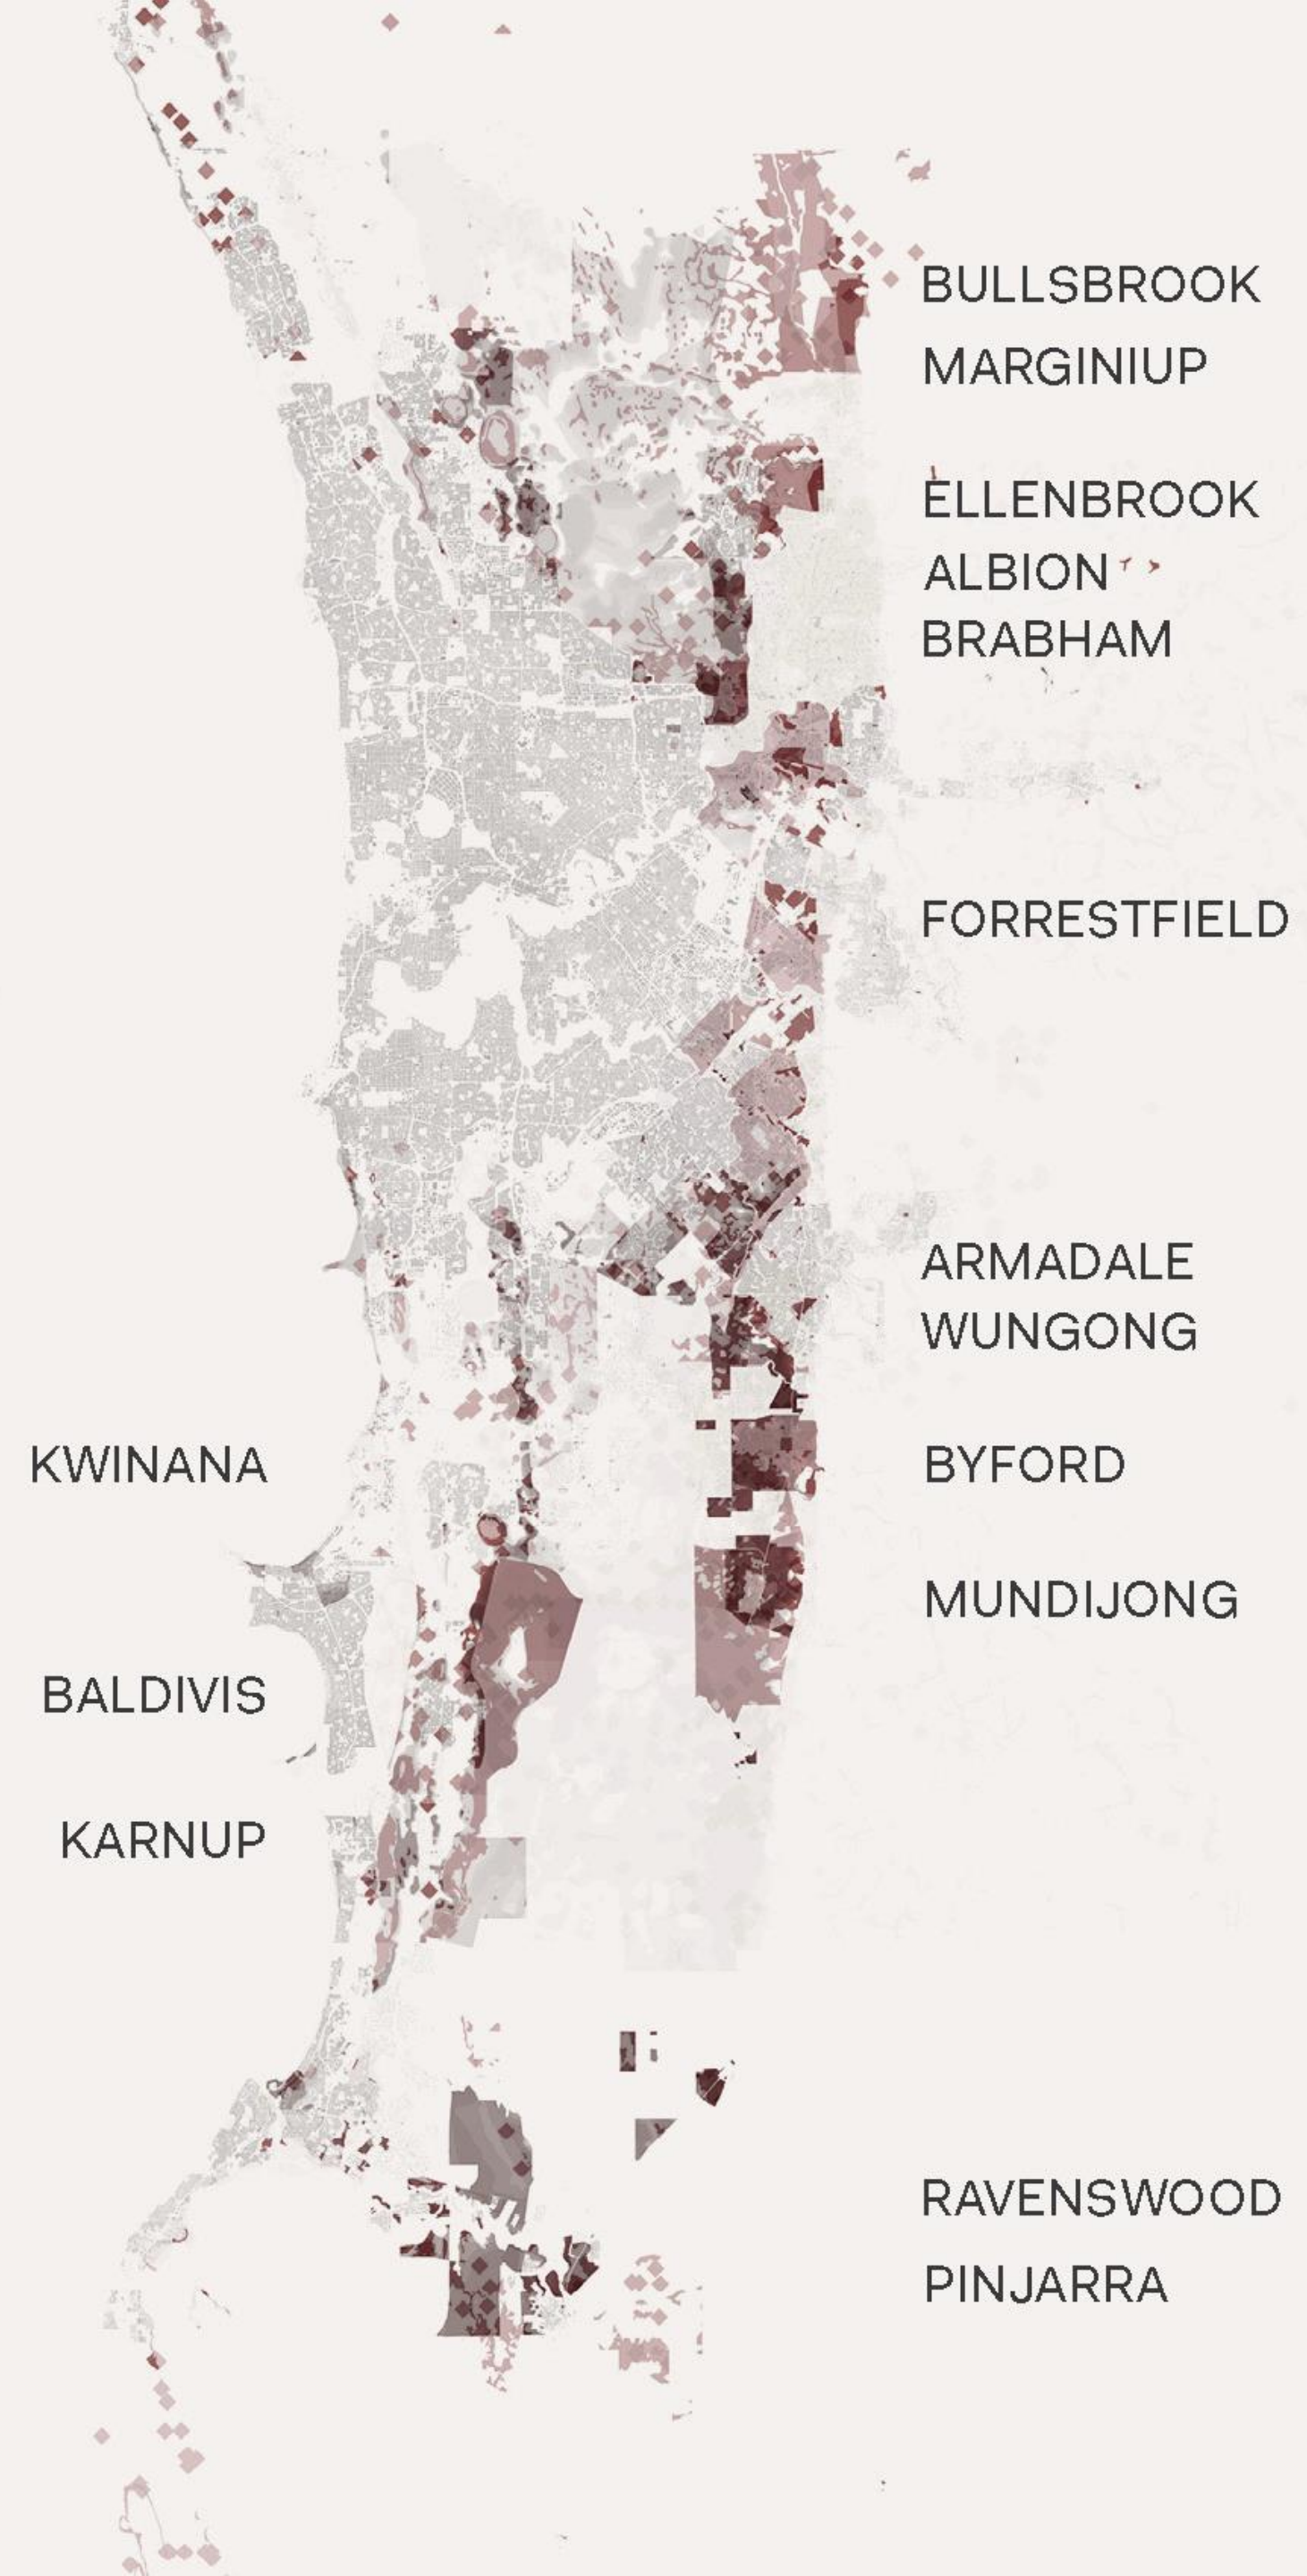 BULLSBROOK
MARGINIUP
ELLENBROOK
ALBION
BRABHAM
FORRESTFIELD
ARMADALE
WUNGONG
KWINANA
BYFORD
MUNDIJONG
BALDIVIS
KARNUP
RAVENSWOOD
PINJARRA